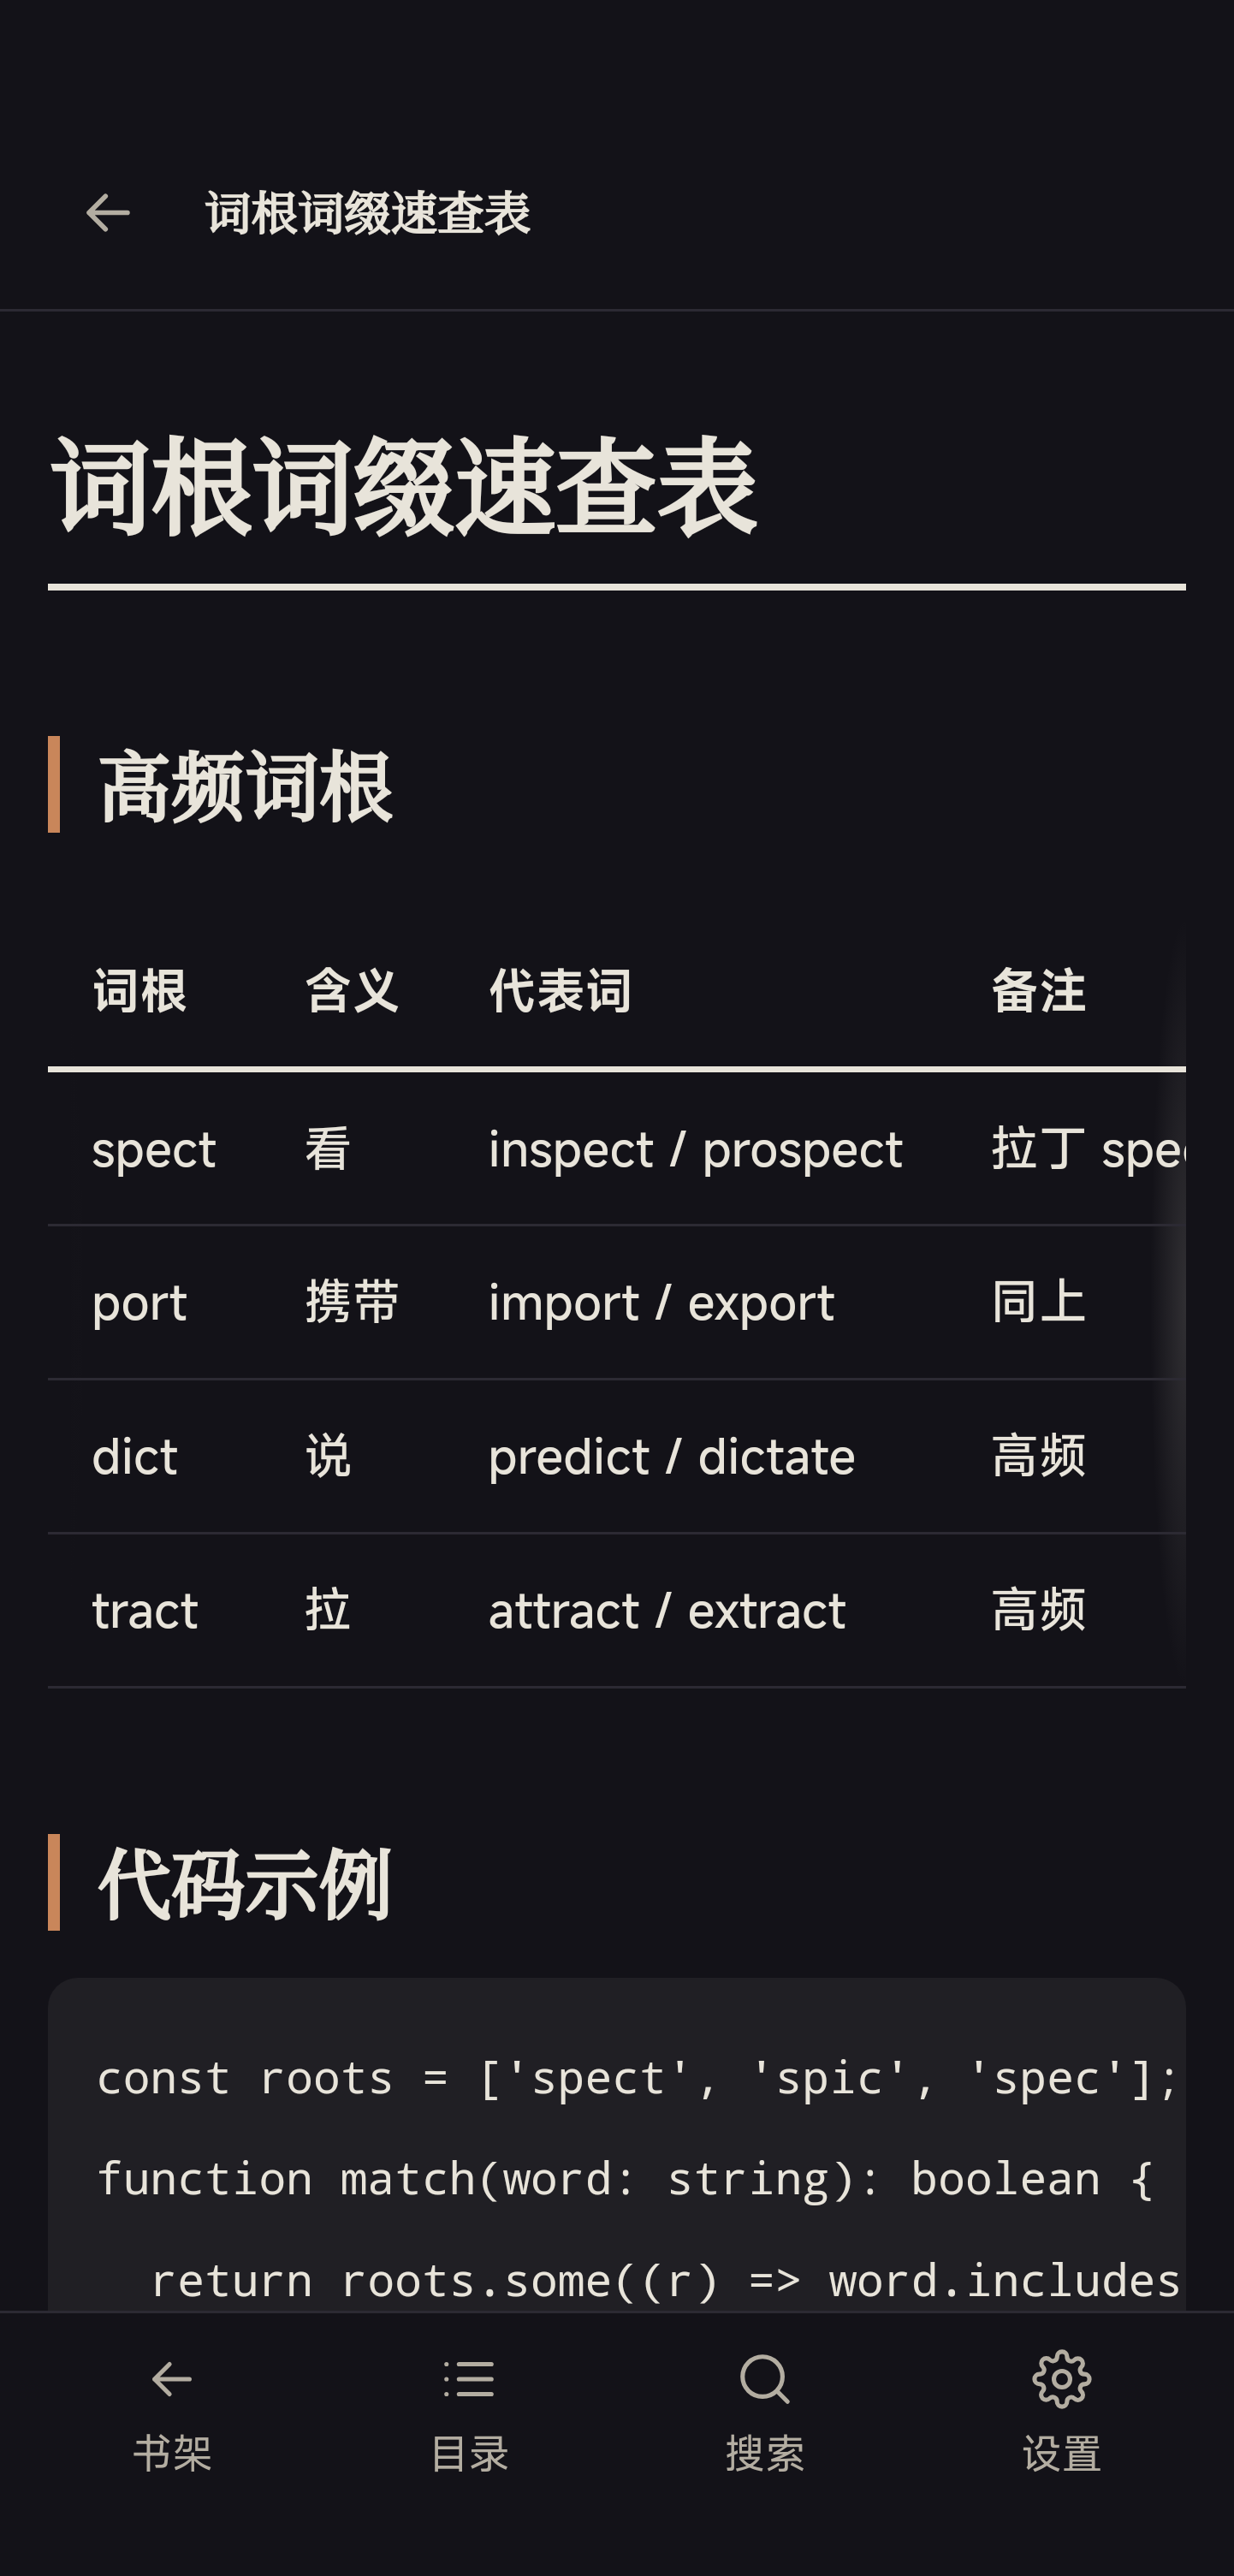 词根词缀速查表
词根词缀速查表
高频词根
词根 含义 代表词 备注
spect 看 inspect / prospect 拉丁
port 携带 import / export 同上
dict 说 predict / dictate 高频
tract 拉 attract / extract 高频
代码示例
const roots = ['spect', 'spic', 'spec'];
function match(word: string): boolean {
return roots.some((r) => word.includes
书架 目录 搜索 设置